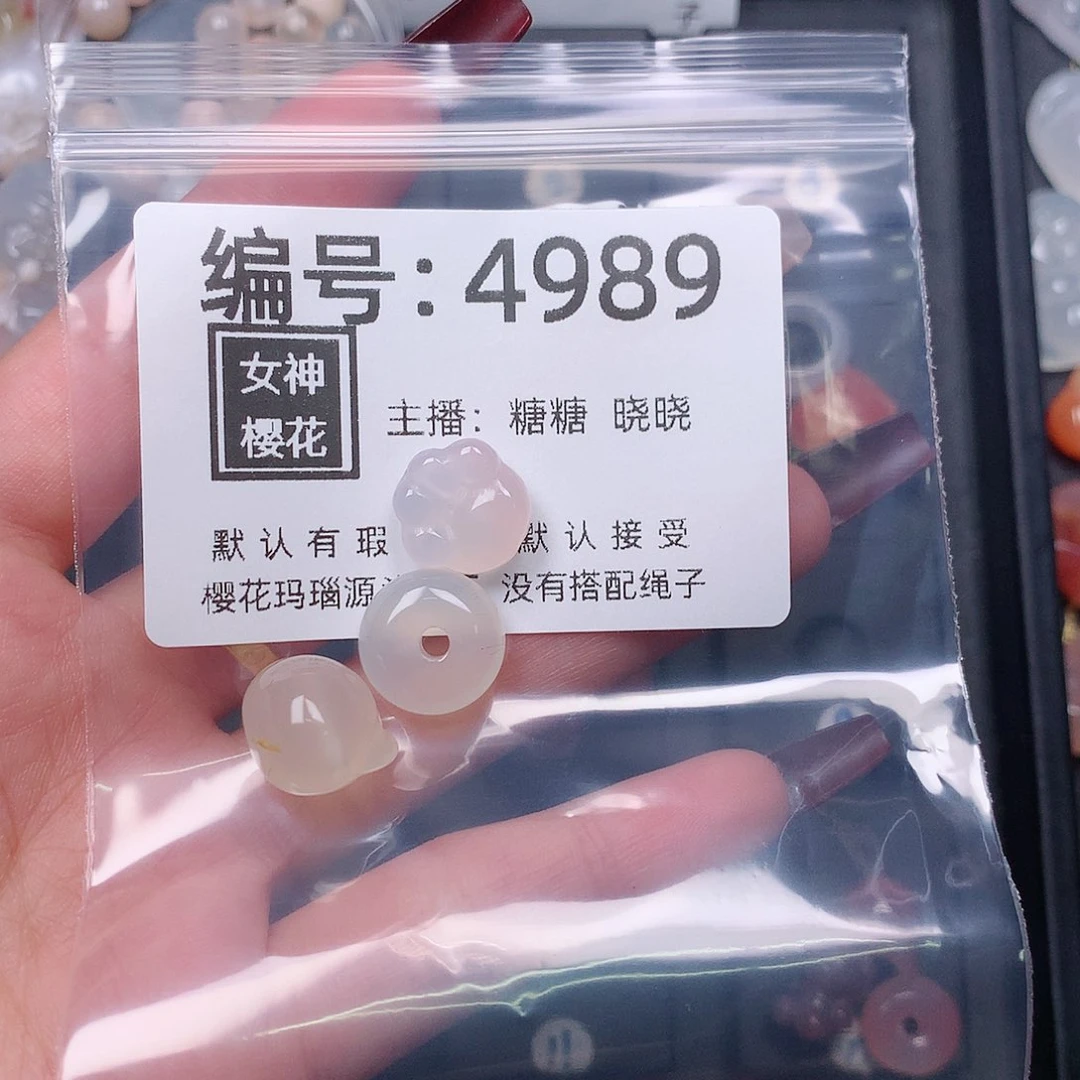 编号:4989
女神
樱花
主播: 糖糖 晓晓
默认有瑕 默认接受
樱花玛瑙源 没有搭配绳子